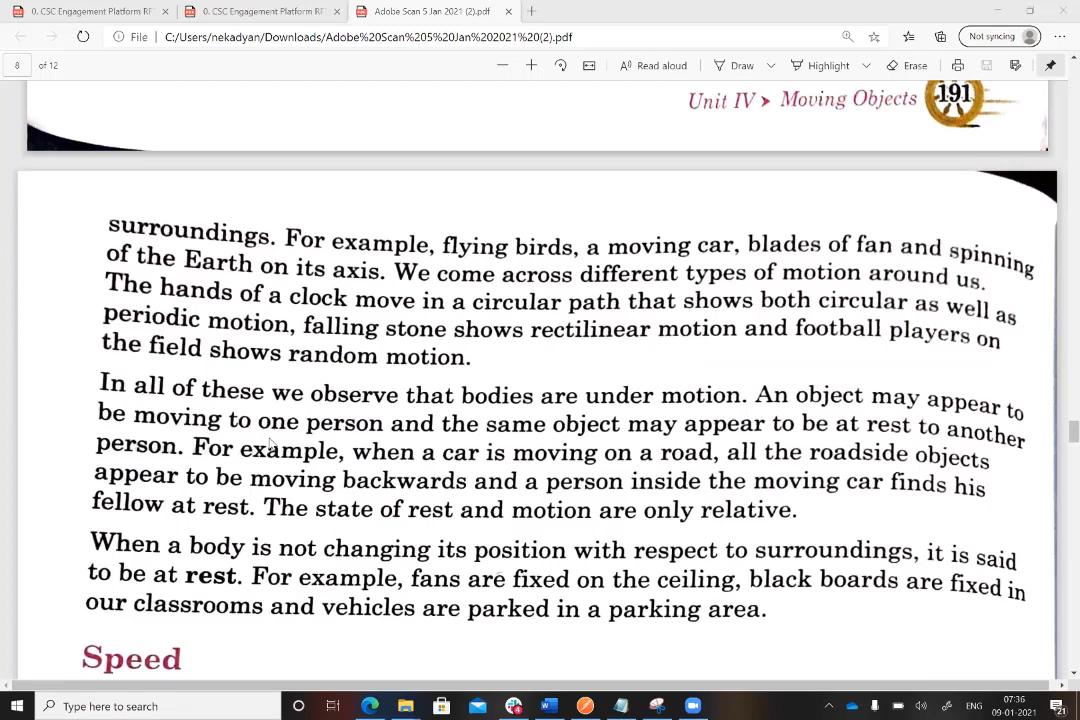 0. CSC Engagement Platform RF
0. CSC Engagement Platform RF
Adobe Scan 5 Jan 2021 (2).pdf
File
C:/Users/nekadyan/Downloads/Adobe%20Scan%205%20Jan%202021%20(2).pdf
Not syncing
8 of 12
Read aloud
Draw
Highlight
Erase
Unit IV > Moving Objects 191
surroundings. For example, flying birds, a moving car, blades of fan and spinning
of the Earth on its axis. We come across different types of motion around us.
The hands of a clock move in a circular path that shows both circular as well as
periodic motion, falling stone shows rectilinear motion and football players on
the field shows random motion.
In all of these we observe that bodies are under motion. An object may appear to
be moving to one person and the same object may appear to be at rest to another
person. For example, when a car is moving on a road, all the roadside objects
appear to be moving backwards and a person inside the moving car finds his
fellow at rest. The state of rest and motion are only relative.
When a body is not changing its position with respect to surroundings, it is said
to be at rest. For example, fans are fixed on the ceiling, black boards are fixed in
our classrooms and vehicles are parked in a parking area.
Speed
Type here to search
ENG
07:36
09-01-2021
21